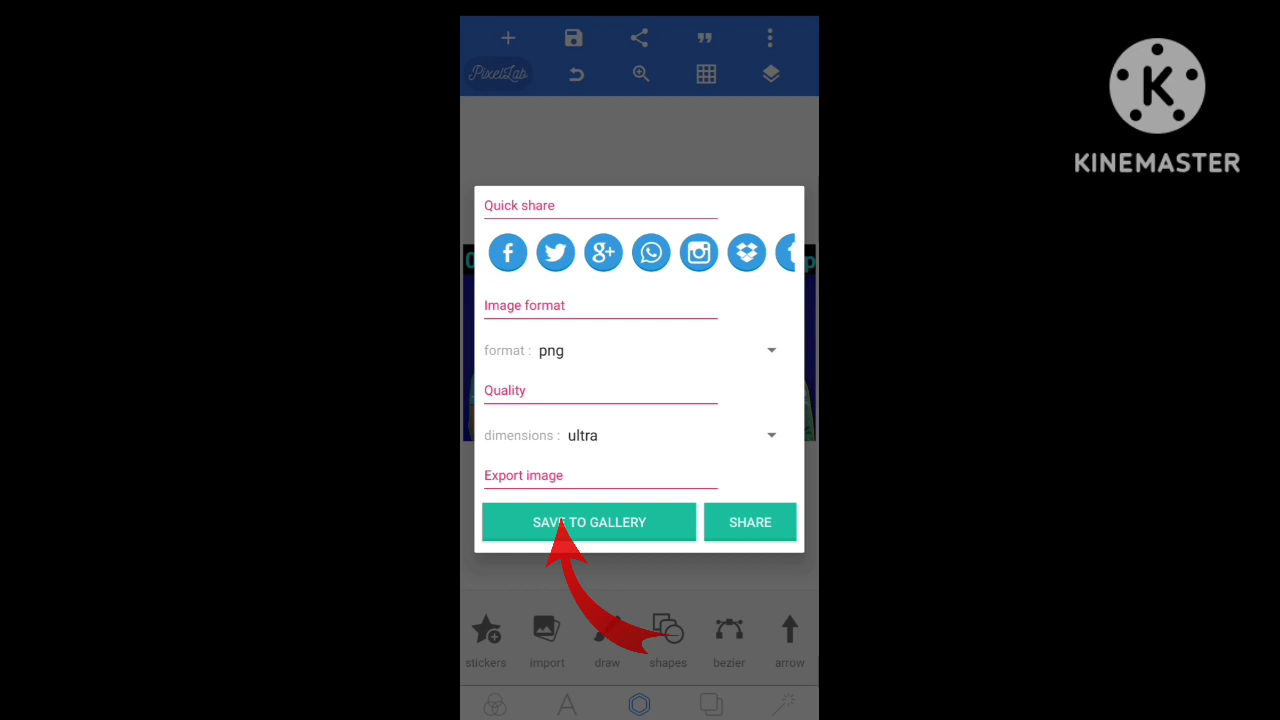 PixelLab
K
KINEMASTER
Quick share
Image format
format : png
Quality
dimensions : ultra
Export image
SAVE TO GALLERY
SHARE
stickers
import
draw
shapes
bezier
arrow